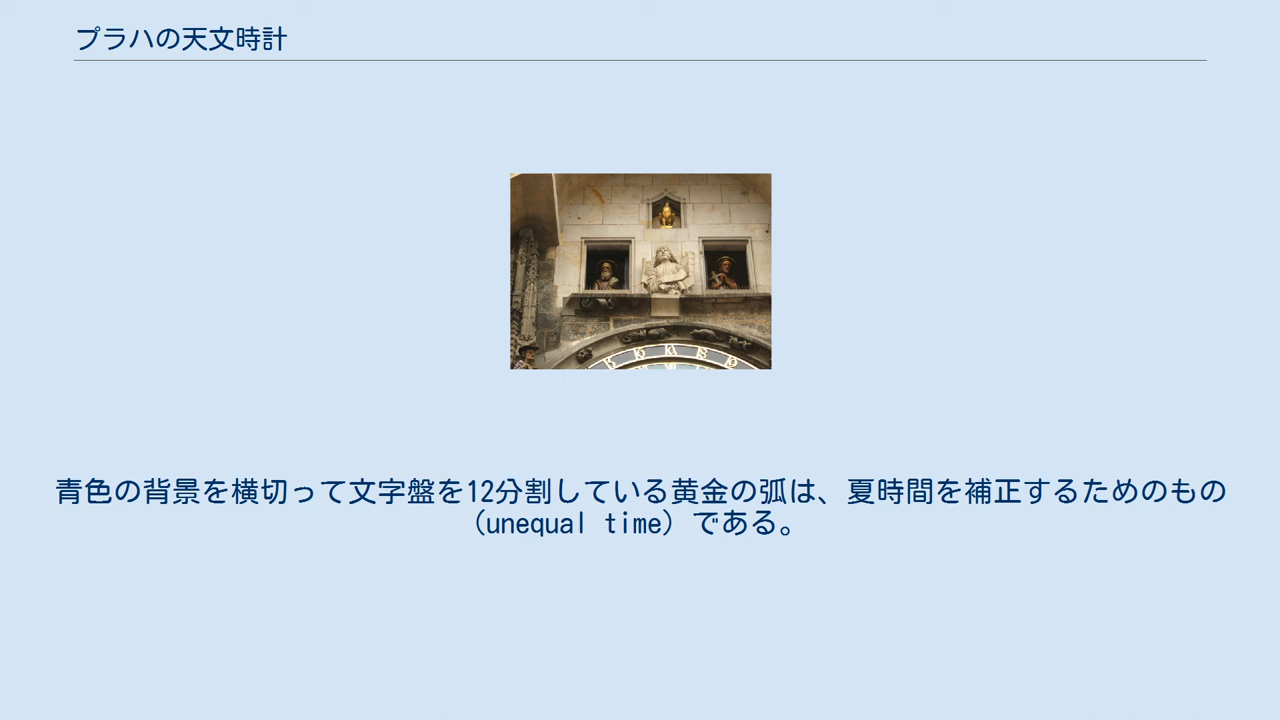 プラハの天文時計
青色の背景を横切って文字盤を12分割している黄金の弧は、夏時間を補正するためのもの
（unequal time）である。